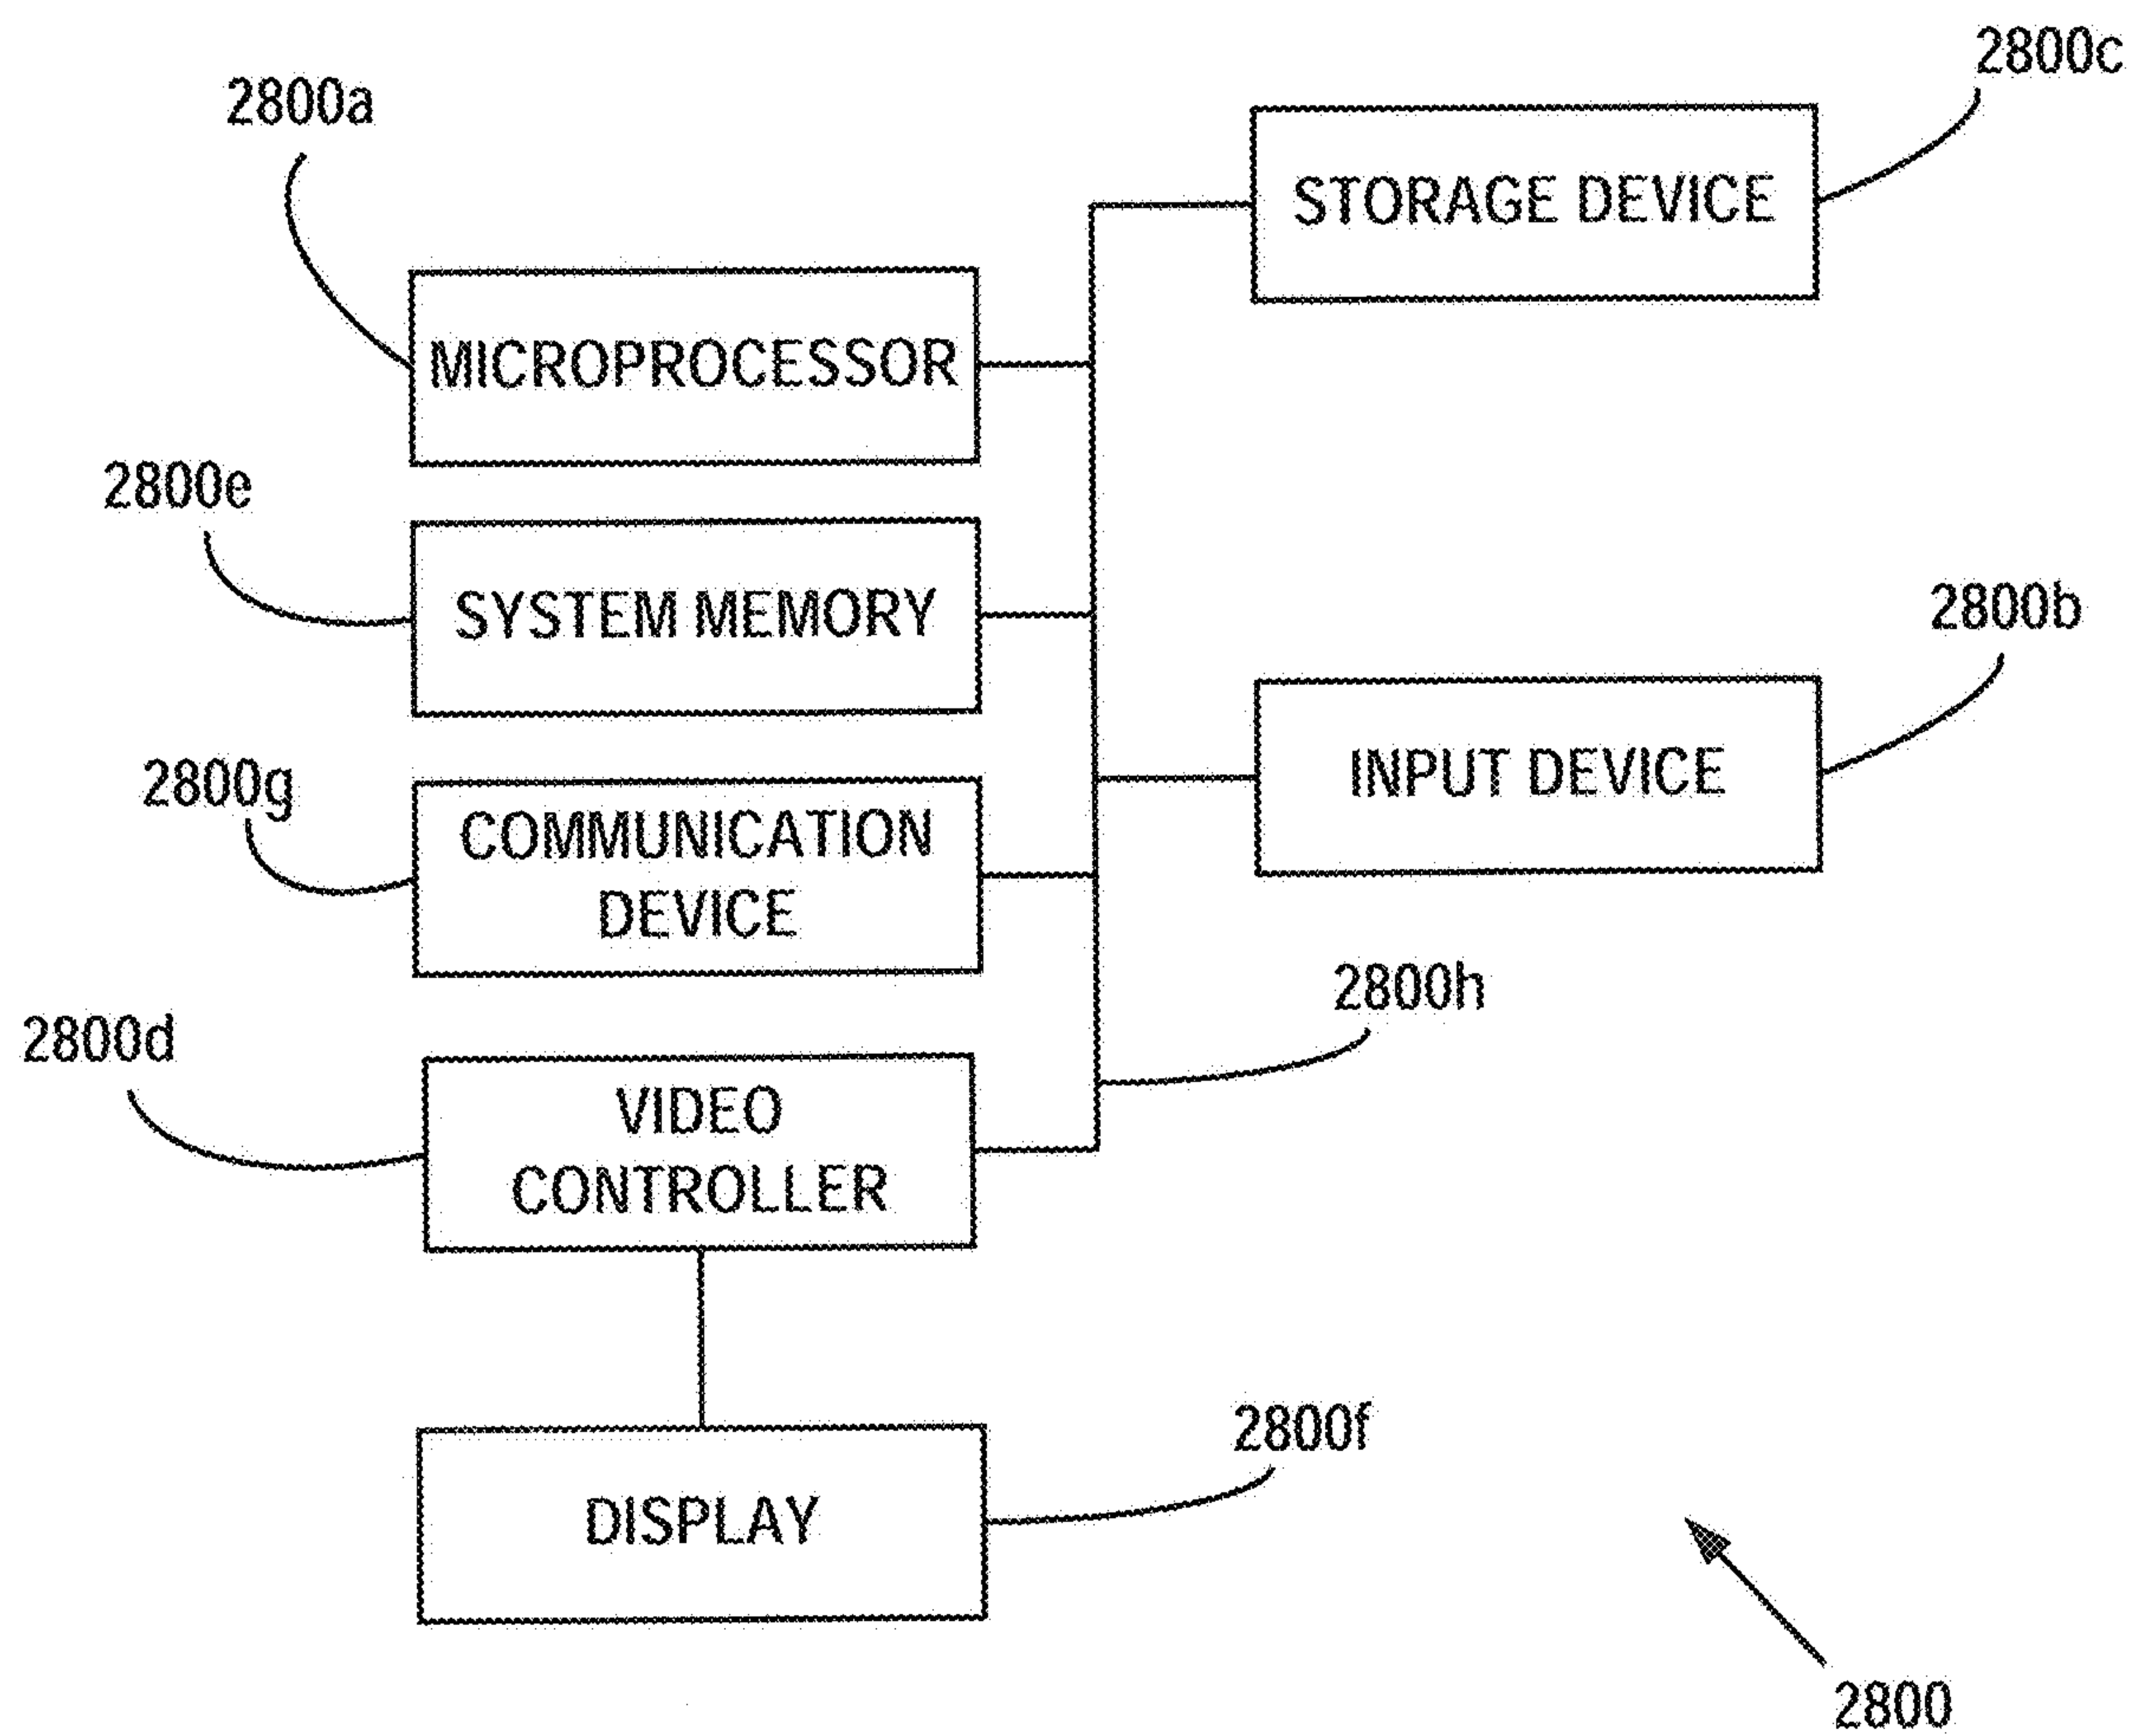 2800c
2800a
STORAGE DEVICE
MICROPROCESSOR
2800e
SYSTEM MEMORY
2800b
2800g
INPUT DEVICE
COMMUNICATION
DEVICE
2800h
2800d
VIDEO
CONTROLLER
2800f
DISPLAY
2800